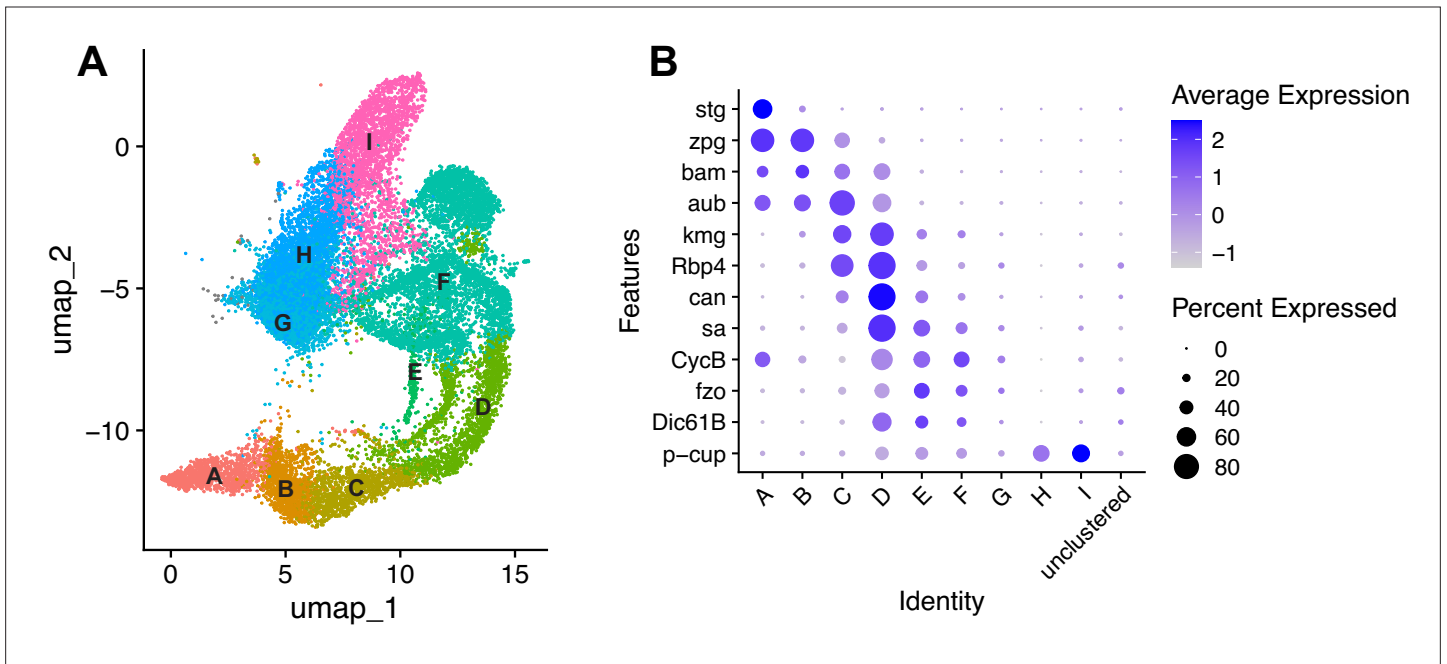 A
0
−5
−10
umap_2
0
5
10
15
umap_1
A
B
C
D
E
F
G
H
I
B
Features
stg
zpg
bam
aub
kmg
Rbp4
can
sa
CycB
fzo
Dic61B
p−cup
A
B
C
D
E
F
G
H
I
unclustered
Identity
Average Expression
2
1
0
−1
Percent Expressed
0
20
40
60
80